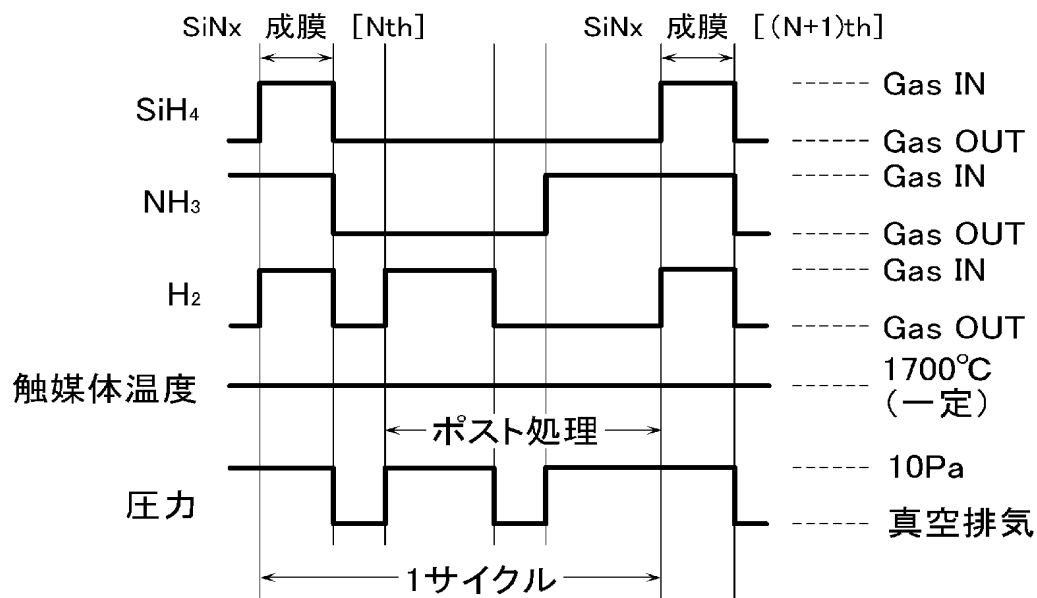 SiNx 成膜 [Nth]
SiNx 成膜 [(N+1)th]
SiH4
Gas IN
Gas OUT
NH3
Gas IN
Gas OUT
H2
Gas IN
Gas OUT
触媒体温度
1700℃
(一定)
ポスト処理
圧力
10Pa
真空排気
1サイクル